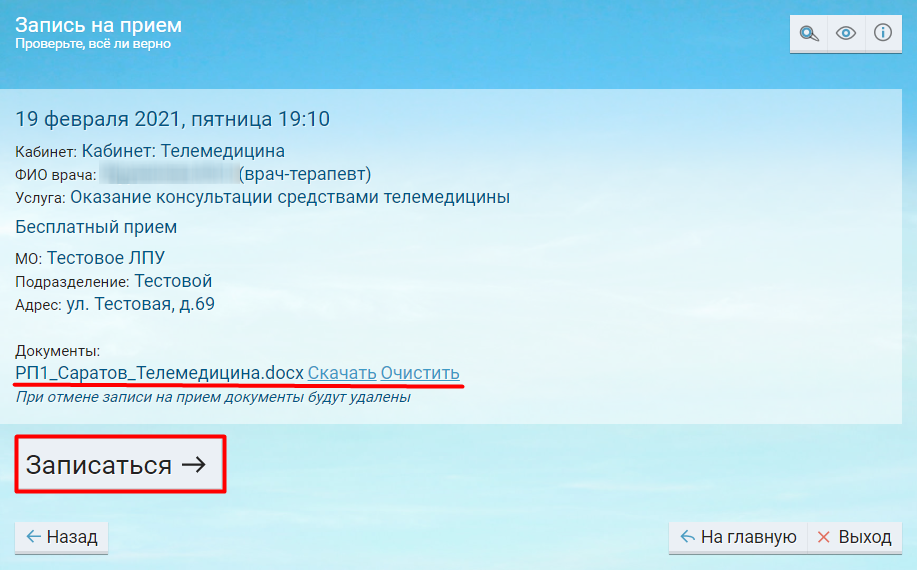 Запись на прием
Проверьте, всё ли верно
19 февраля 2021, пятница 19:10
Кабинет: Кабинет: Телемедицина
ФИО врача: (врач-терапевт)
Услуга: Оказание консультации средствами телемедицины
Бесплатный прием
МО: Тестовое ЛПУ
Подразделение: Тестовой
Адрес: ул. Тестовая, д.69
Документы:
РП1_Саратов_Телемедицина.docx Скачать Очистить
При отмене записи на прием документы будут удалены
Записаться →
← Назад
На главную
Выход